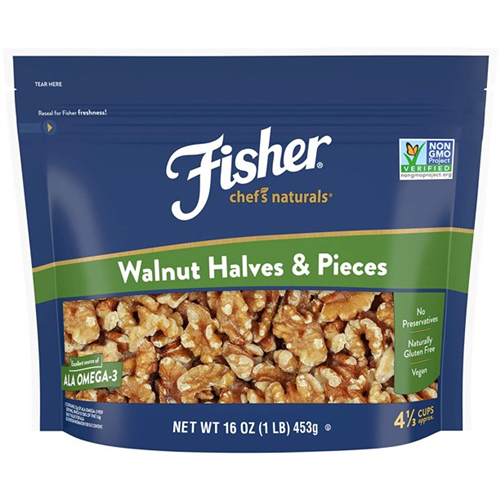 TEAR HERE
Reseal for Fisher freshness!
Fisher®
chef's naturals®
NON
GMO
Project
VERIFIED
nongmoproject.org
Walnut Halves & Pieces
No
Preservatives
Naturally
Gluten Free
Vegan
Excellent source of
ALA OMEGA-3
NET WT 16 OZ (1 LB) 453g
4 1/3 CUPS
approx.